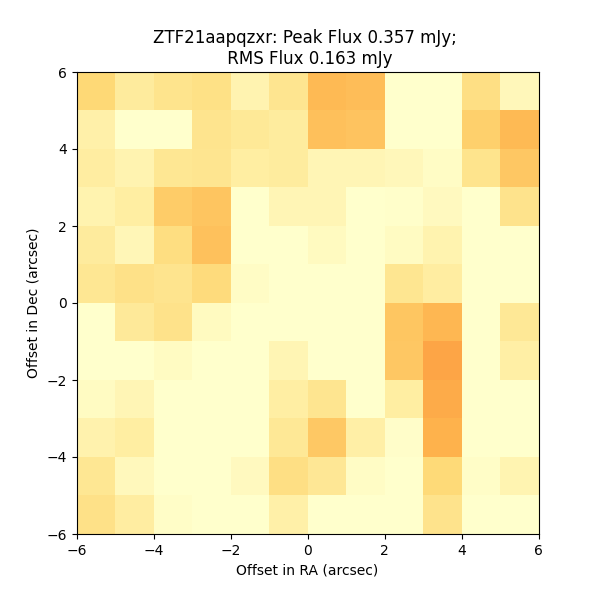 ZTF21aapqzxr: Peak Flux 0.357 mJy;
RMS Flux 0.163 mJy
6
4
2
0
−2
−4
−6
Offset in Dec (arcsec)
−6 −4 −2 0 2 4 6
Offset in RA (arcsec)